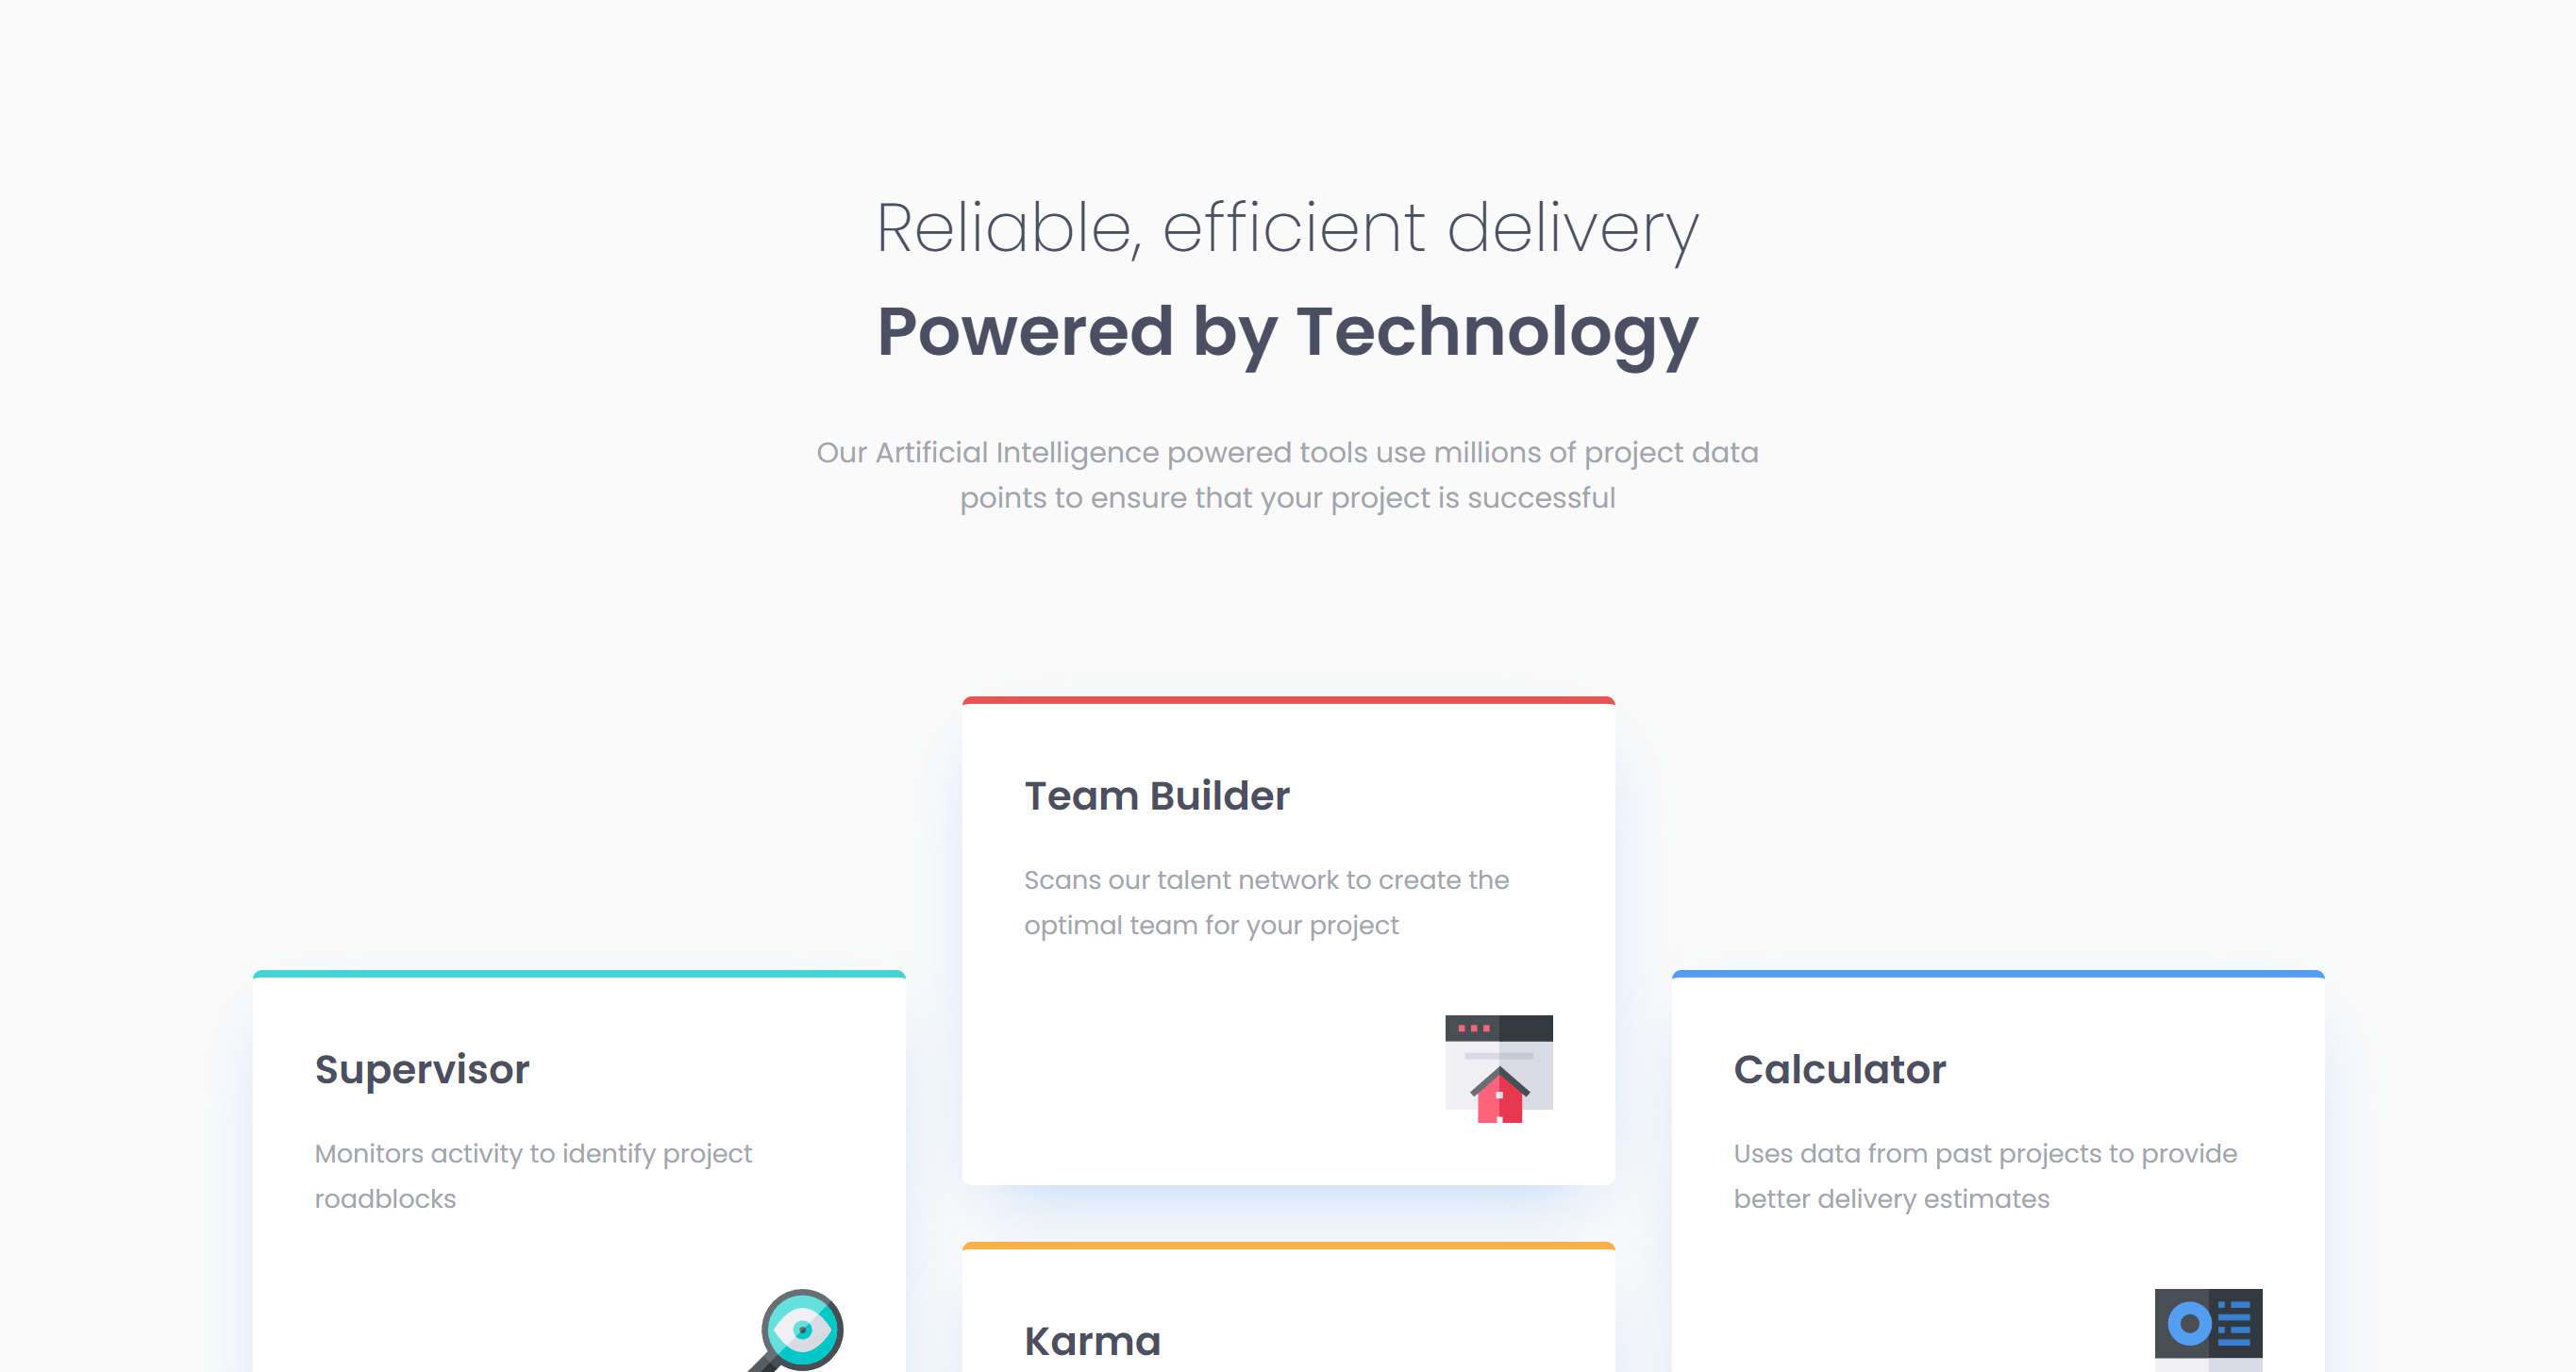 Reliable, efficient delivery
Powered by Technology
Our Artificial Intelligence powered tools use millions of project data
points to ensure that your project is successful
Team Builder
Scans our talent network to create the
optimal team for your project
Supervisor
Monitors activity to identify project
roadblocks
Calculator
Uses data from past projects to provide
better delivery estimates
Karma